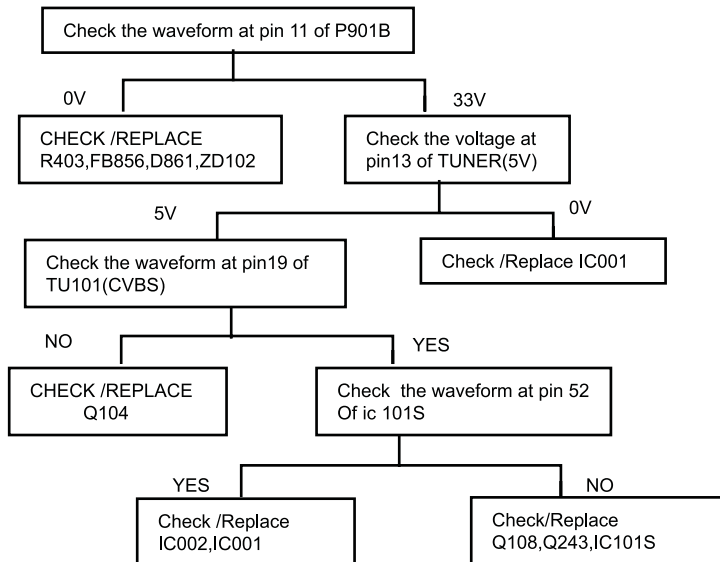 Check the waveform at pin 11 of P901B
0V
33V
CHECK /REPLACE
R403,FB856,D861,ZD102
Check the voltage at
pin13 of TUNER(5V)
5V
0V
Check the waveform at pin19 of
TU101(CVBS)
Check /Replace IC001
NO
YES
CHECK /REPLACE
Q104
Check the waveform at pin 52
Of ic 101S
YES
NO
Check /Replace
IC002,IC001
Check/Replace
Q108,Q243,IC101S